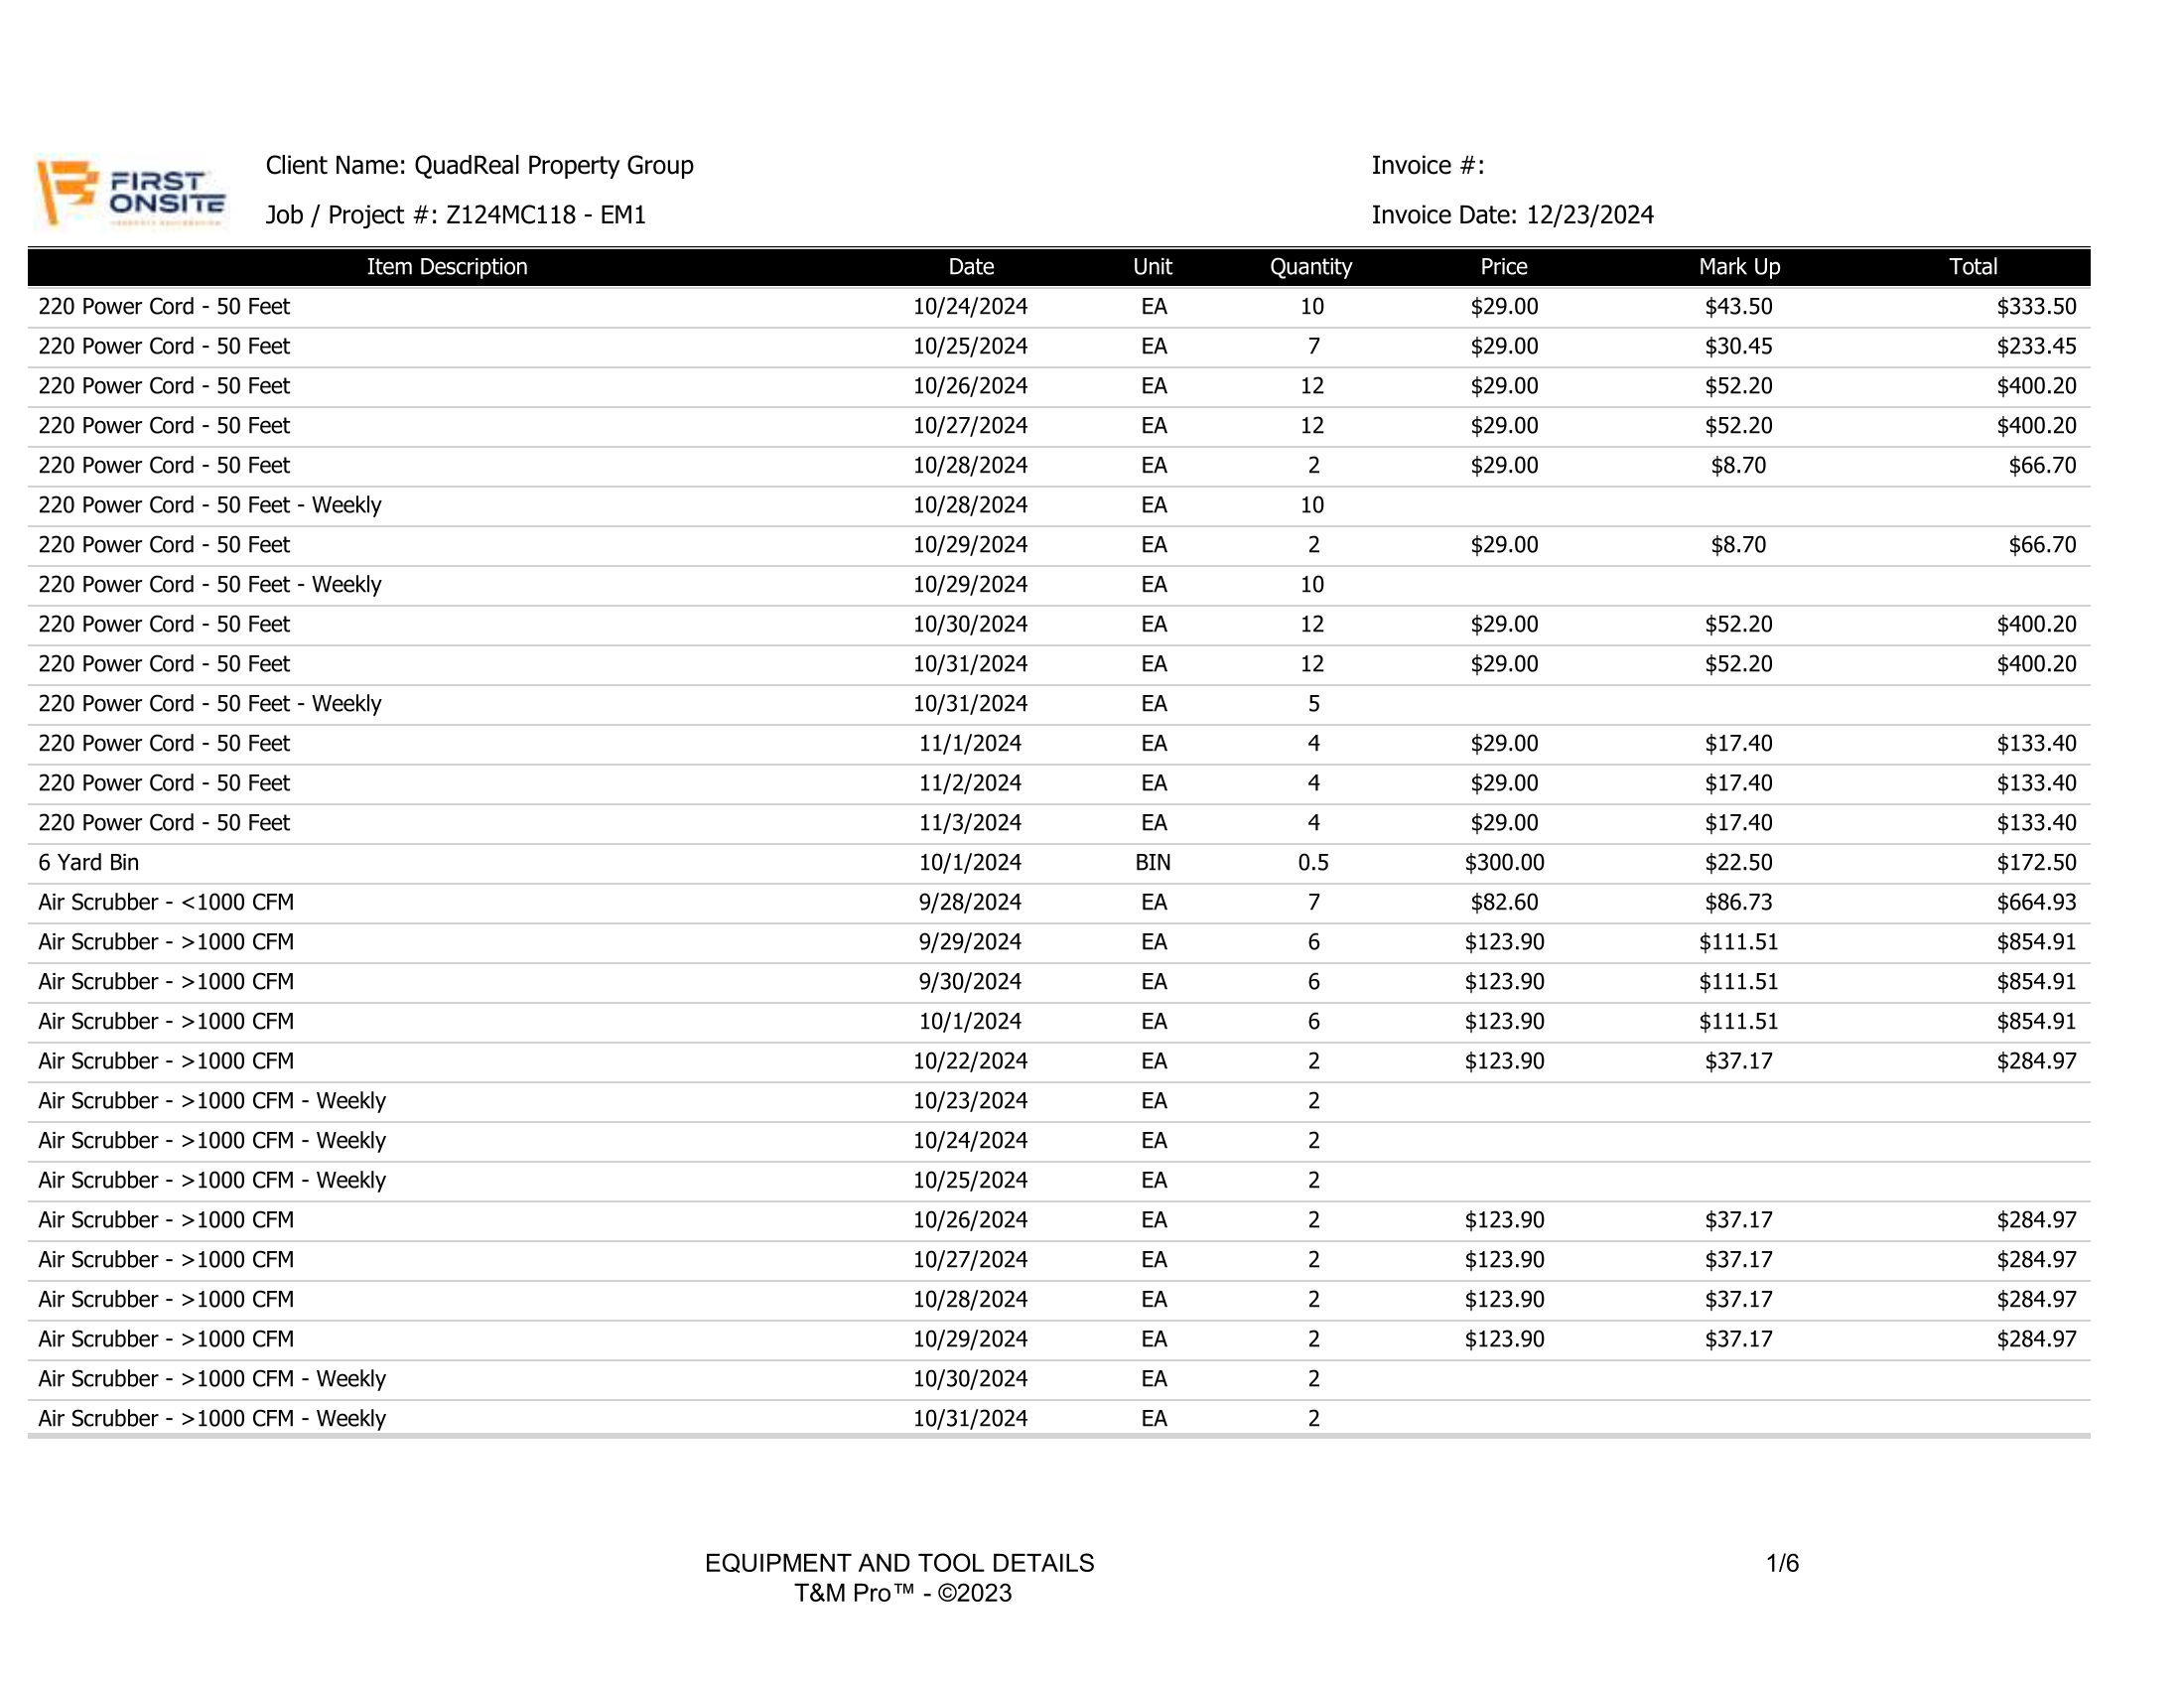 FIRST
ONSITE
Client Name: QuadReal Property Group
Invoice #:
Job / Project #: Z124MC118 - EM1
Invoice Date: 12/23/2024
Item Description Date Unit Quantity Price Mark Up Total
220 Power Cord - 50 Feet 10/24/2024 EA 10 $29.00 $43.50 $333.50
220 Power Cord - 50 Feet 10/25/2024 EA 7 $29.00 $30.45 $233.45
220 Power Cord - 50 Feet 10/26/2024 EA 12 $29.00 $52.20 $400.20
220 Power Cord - 50 Feet 10/27/2024 EA 12 $29.00 $52.20 $400.20
220 Power Cord - 50 Feet 10/28/2024 EA 2 $29.00 $8.70 $66.70
220 Power Cord - 50 Feet - Weekly 10/28/2024 EA 10
220 Power Cord - 50 Feet 10/29/2024 EA 2 $29.00 $8.70 $66.70
220 Power Cord - 50 Feet - Weekly 10/29/2024 EA 10
220 Power Cord - 50 Feet 10/30/2024 EA 12 $29.00 $52.20 $400.20
220 Power Cord - 50 Feet 10/31/2024 EA 12 $29.00 $52.20 $400.20
220 Power Cord - 50 Feet - Weekly 10/31/2024 EA 5
220 Power Cord - 50 Feet 11/1/2024 EA 4 $29.00 $17.40 $133.40
220 Power Cord - 50 Feet 11/2/2024 EA 4 $29.00 $17.40 $133.40
220 Power Cord - 50 Feet 11/3/2024 EA 4 $29.00 $17.40 $133.40
6 Yard Bin 10/1/2024 BIN 0.5 $300.00 $22.50 $172.50
Air Scrubber - <1000 CFM 9/28/2024 EA 7 $82.60 $86.73 $664.93
Air Scrubber - >1000 CFM 9/29/2024 EA 6 $123.90 $111.51 $854.91
Air Scrubber - >1000 CFM 9/30/2024 EA 6 $123.90 $111.51 $854.91
Air Scrubber - >1000 CFM 10/1/2024 EA 6 $123.90 $111.51 $854.91
Air Scrubber - >1000 CFM 10/22/2024 EA 2 $123.90 $37.17 $284.97
Air Scrubber - >1000 CFM - Weekly 10/23/2024 EA 2
Air Scrubber - >1000 CFM - Weekly 10/24/2024 EA 2
Air Scrubber - >1000 CFM - Weekly 10/25/2024 EA 2
Air Scrubber - >1000 CFM 10/26/2024 EA 2 $123.90 $37.17 $284.97
Air Scrubber - >1000 CFM 10/27/2024 EA 2 $123.90 $37.17 $284.97
Air Scrubber - >1000 CFM 10/28/2024 EA 2 $123.90 $37.17 $284.97
Air Scrubber - >1000 CFM 10/29/2024 EA 2 $123.90 $37.17 $284.97
Air Scrubber - >1000 CFM - Weekly 10/30/2024 EA 2
Air Scrubber - >1000 CFM - Weekly 10/31/2024 EA 2
EQUIPMENT AND TOOL DETAILS 1/6
T&M Pro™ - ©2023